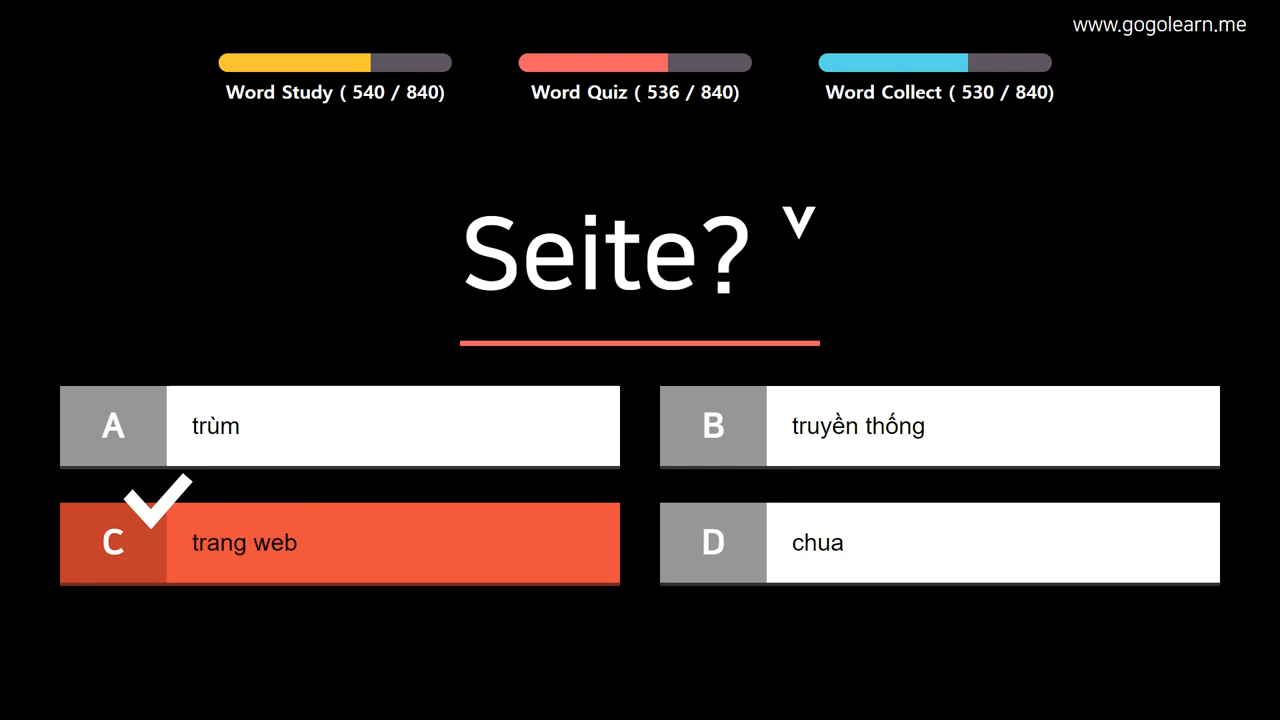 www.gogolearn.me
Word Study ( 540 / 840)
Word Quiz ( 536 / 840)
Word Collect ( 530 / 840)
Seite?
A
trùm
B
truyền thống
C
trang web
D
chua